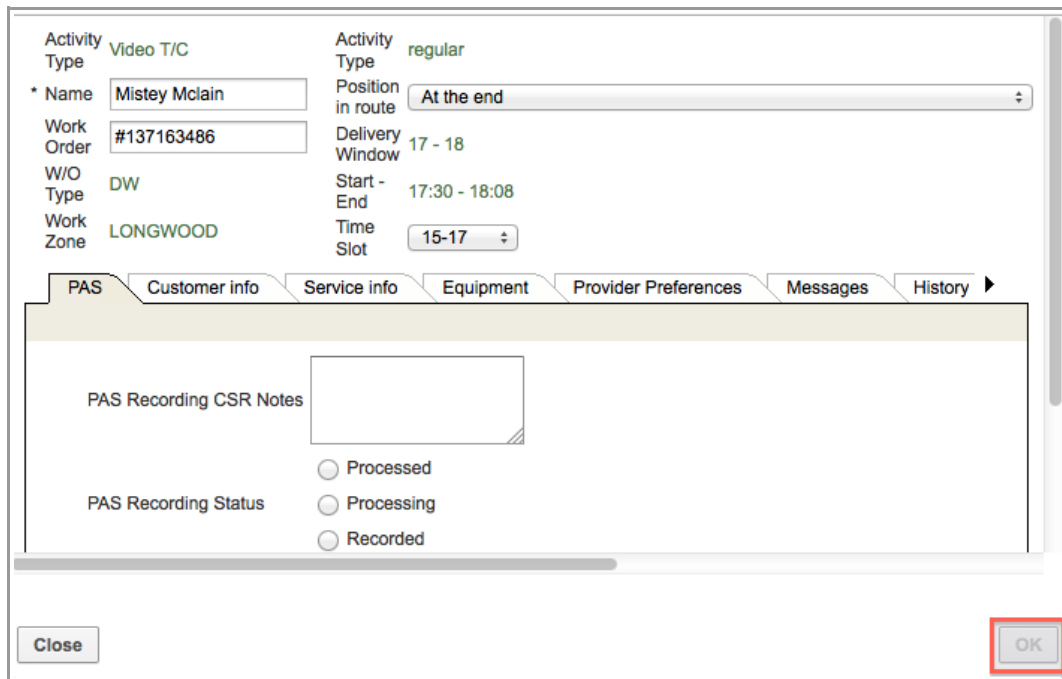 Activity Type Video T/C
Activity Type regular
* Name Mistey Mclain
Position in route At the end
Work Order #137163486
Delivery Window 17 - 18
W/O Type DW
Start - End 17:30 - 18:08
Work Zone LONGWOOD
Time Slot 15-17
PAS Customer info Service info Equipment Provider Preferences Messages History
PAS Recording CSR Notes
Processed
PAS Recording Status Processing
Recorded
Close OK